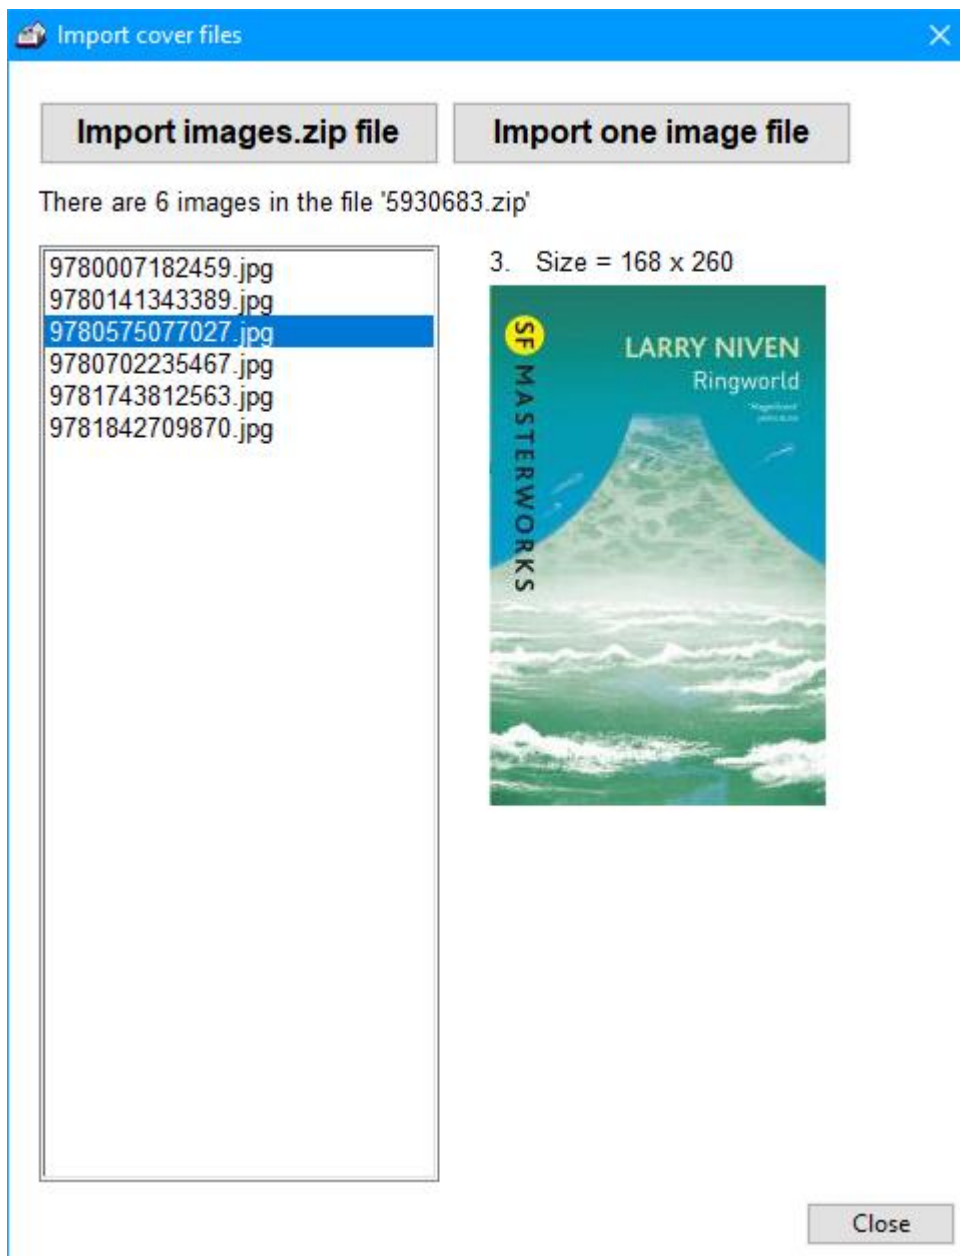 Import cover files
Import images.zip file
Import one image file
There are 6 images in the file '5930683.zip'
9780007182459.jpg
9780141343389.jpg
9780575077027.jpg
9780702235467.jpg
9781743812563.jpg
9781842709870.jpg
3. Size = 168 x 260
SF MASTERWORKS
LARRY NIVEN
Ringworld
Close